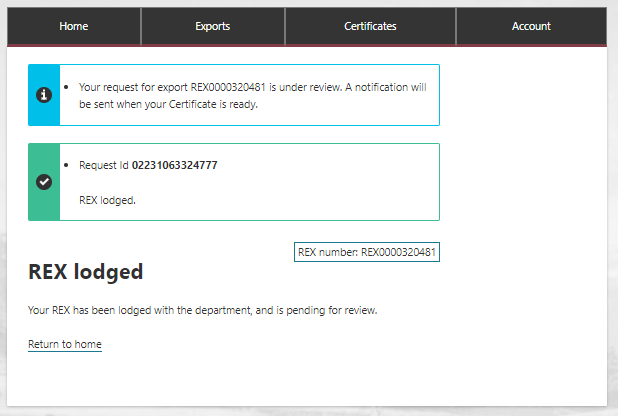 Home Exports Certificates Account
Your request for export REX0000320481 is under review. A notification will
be sent when your Certificate is ready.
Request Id 02231063324777
REX lodged.
REX number: REX0000320481
REX lodged
Your REX has been lodged with the department, and is pending for review.
Return to home